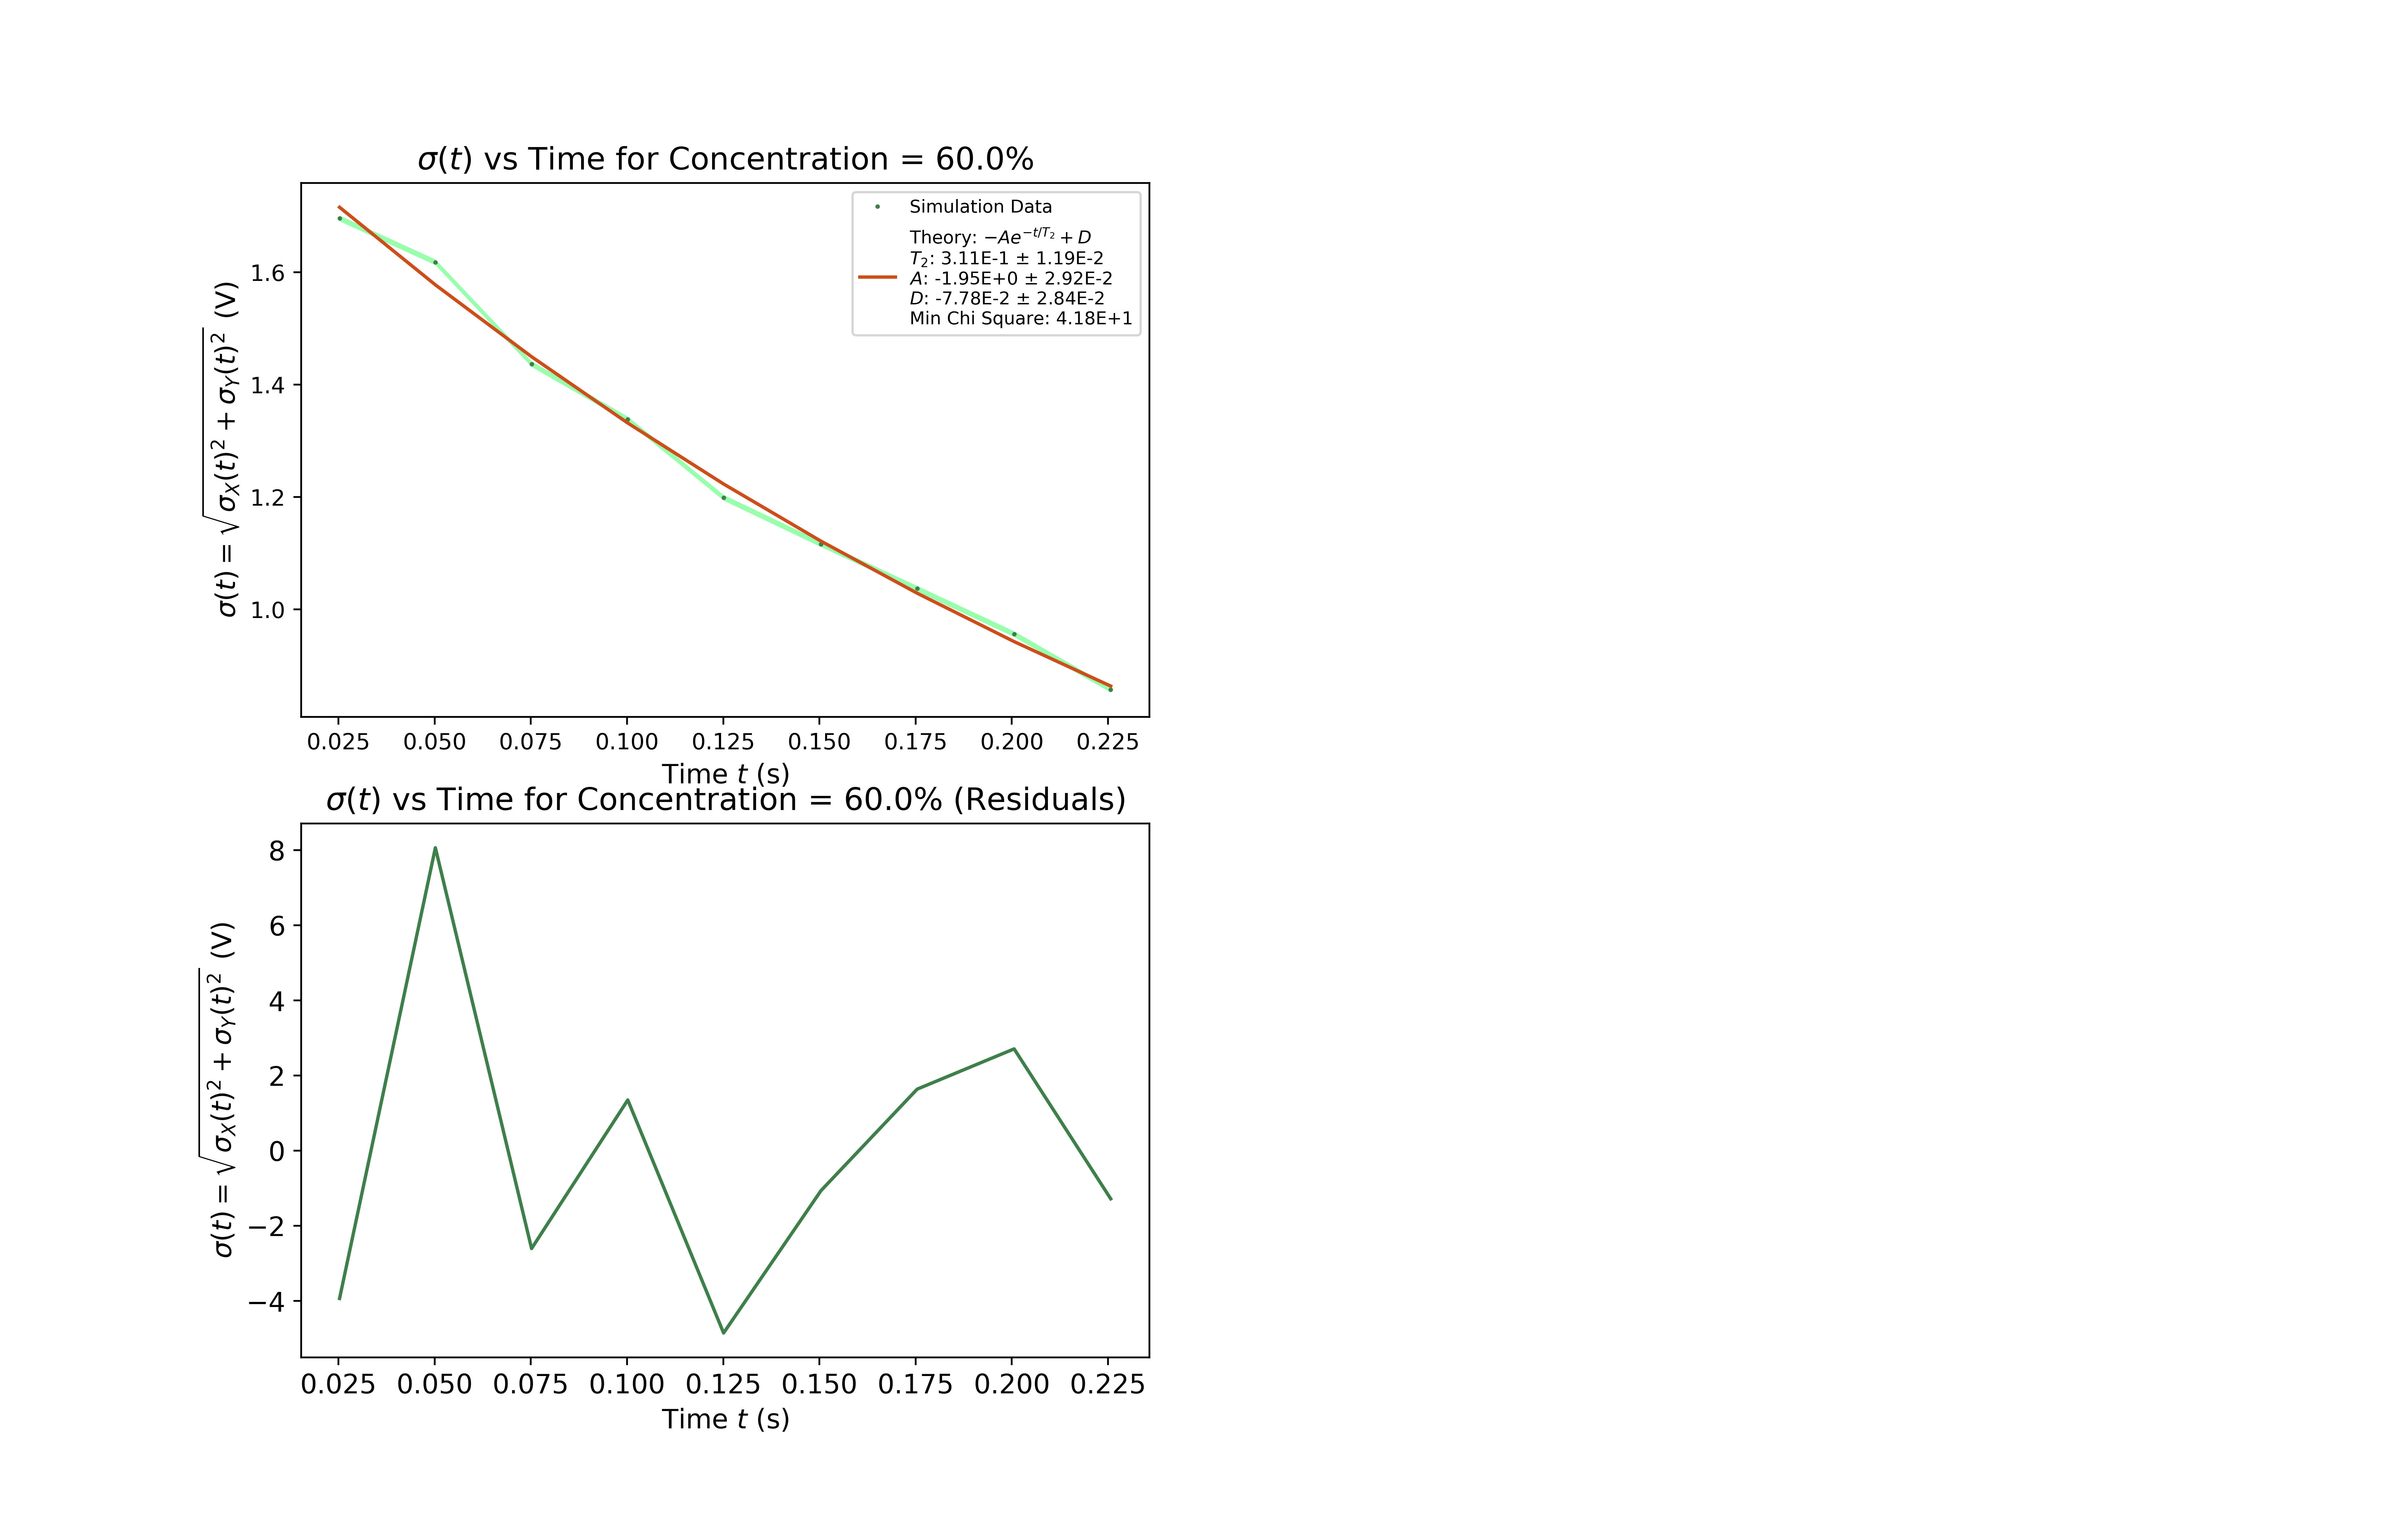 σ(t) vs Time for Concentration = 60.0%
Simulation Data
Theory: −Ae^{−t/T₂} + D
T₂: 3.11E-1 ± 1.19E-2
A: -1.95E+0 ± 2.92E-2
D: -7.78E-2 ± 2.84E-2
Min Chi Square: 4.18E+1
σ(t) = √(σ_X(t)² + σ_Y(t)²) (V)
1.6
1.4
1.2
1.0
0.025 0.050 0.075 0.100 0.125 0.150 0.175 0.200 0.225
Time t (s)
σ(t) vs Time for Concentration = 60.0% (Residuals)
σ(t) = √(σ_X(t)² + σ_Y(t)²) (V)
8
6
4
2
0
−2
−4
0.025 0.050 0.075 0.100 0.125 0.150 0.175 0.200 0.225
Time t (s)